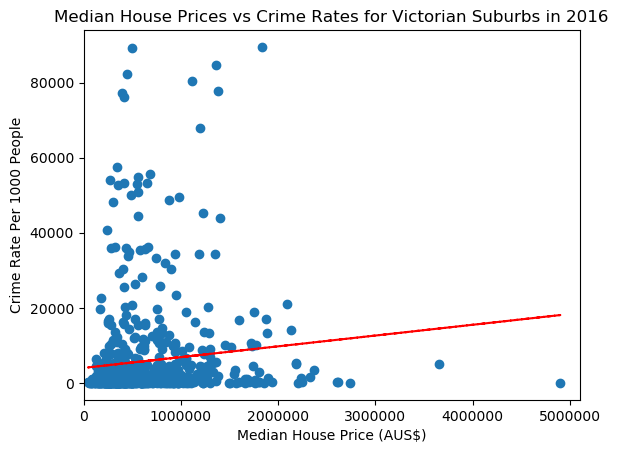 Median House Prices vs Crime Rates for Victorian Suburbs in 2016
Crime Rate Per 1000 People
80000
60000
40000
20000
0
0 1000000 2000000 3000000 4000000 5000000
Median House Price (AUS$)